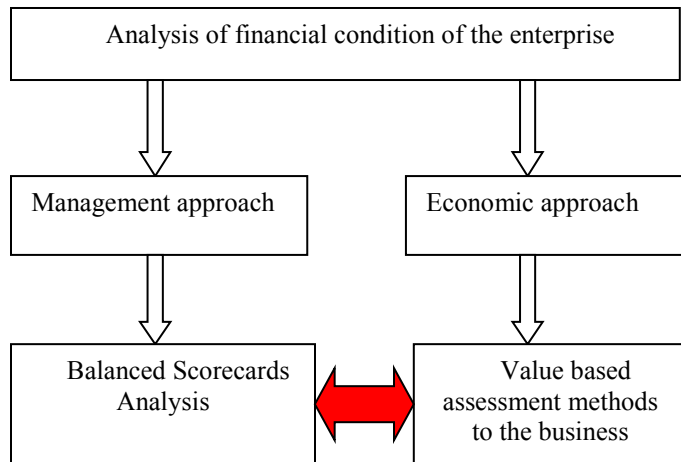 Analysis of financial condition of the enterprise
Management approach
Economic approach
Balanced Scorecards
Analysis
Value based
assessment methods
to the business